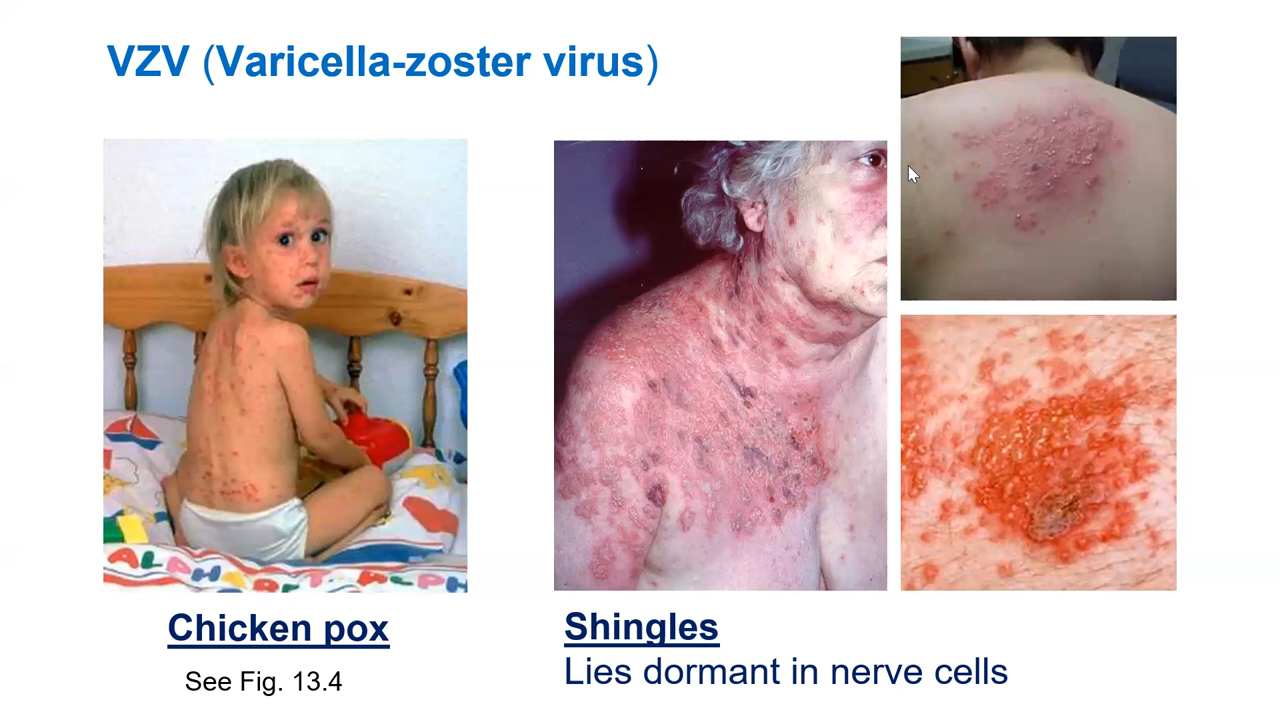 VZV (Varicella-zoster virus)
Chicken pox
See Fig. 13.4
Shingles
Lies dormant in nerve cells